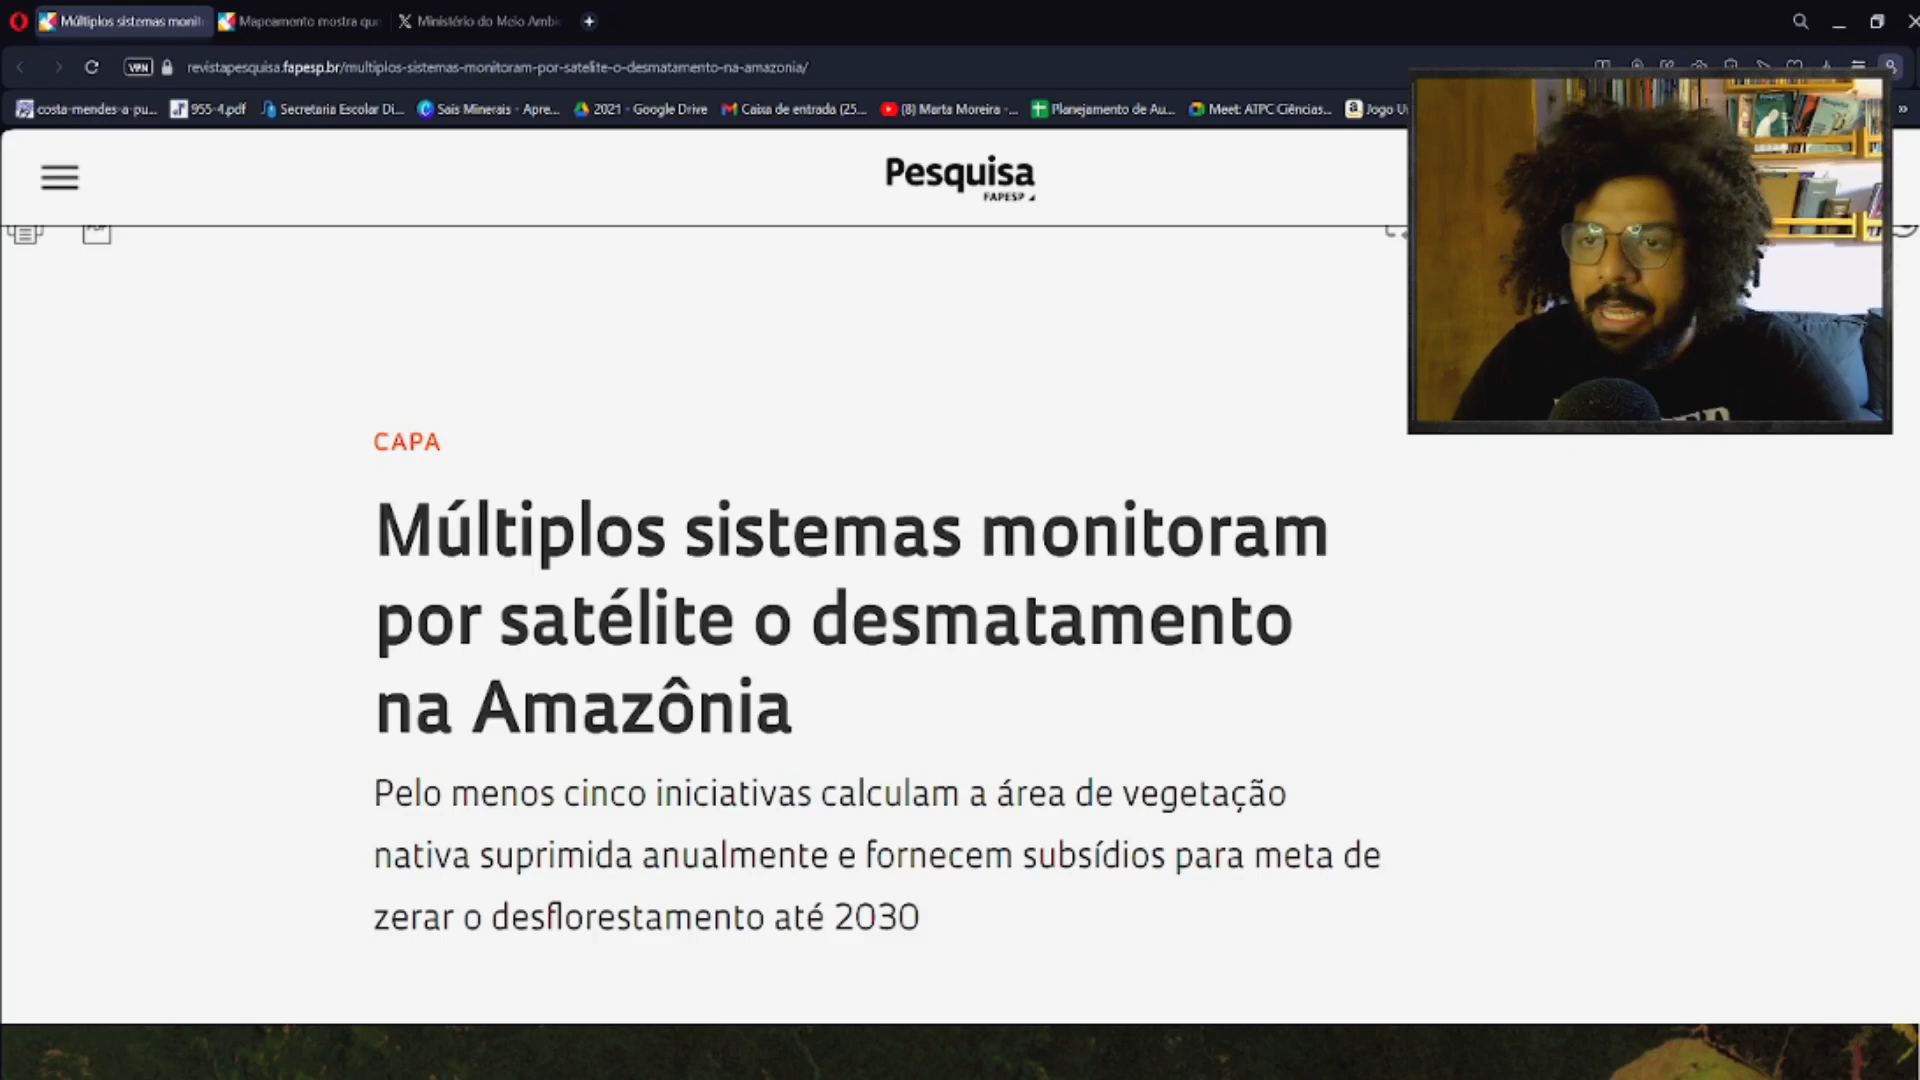 Múltiplos sistemas monit
Mapeamento mostra que
Ministério do Meio Ambi
VPN
revistapesquisa.fapesp.br/multiplos-sistemas-monitoram-por-satelite-o-desmatamento-na-amazonia/
costa-mendes-a-pu...
955-4.pdf
Secretaria Escolar Di...
Sais Minerais - Apre...
2021 - Google Drive
Caixa de entrada (25...
(8) Marta Moreira -...
Planejamento de Au...
Meet: ATPC Ciências...
Jogo U
Pesquisa
FAPESP
PDF
CAPA
Múltiplos sistemas monitoram
por satélite o desmatamento
na Amazônia
Pelo menos cinco iniciativas calculam a área de vegetação
nativa suprimida anualmente e fornecem subsídios para meta de
zerar o desflorestamento até 2030